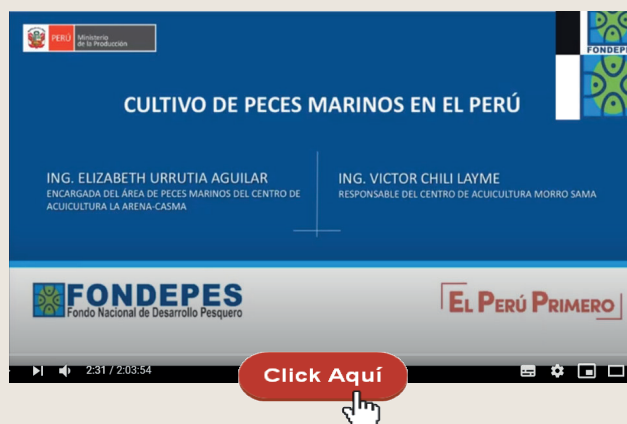 PERÚ
Ministerio
de la Producción
FONDEPES
CULTIVO DE PECES MARINOS EN EL PERÚ
ING. ELIZABETH URRUTIA AGUILAR
ENCARGADA DEL ÁREA DE PECES MARINOS DEL CENTRO DE
ACUICULTURA LA ARENA-CASMA
ING. VICTOR CHILI LAYME
RESPONSABLE DEL CENTRO DE ACUICULTURA MORRO SAMA
FONDEPES
Fondo Nacional de Desarrollo Pesquero
EL PERÚ PRIMERO
2:31 / 2:03:54
Click Aquí